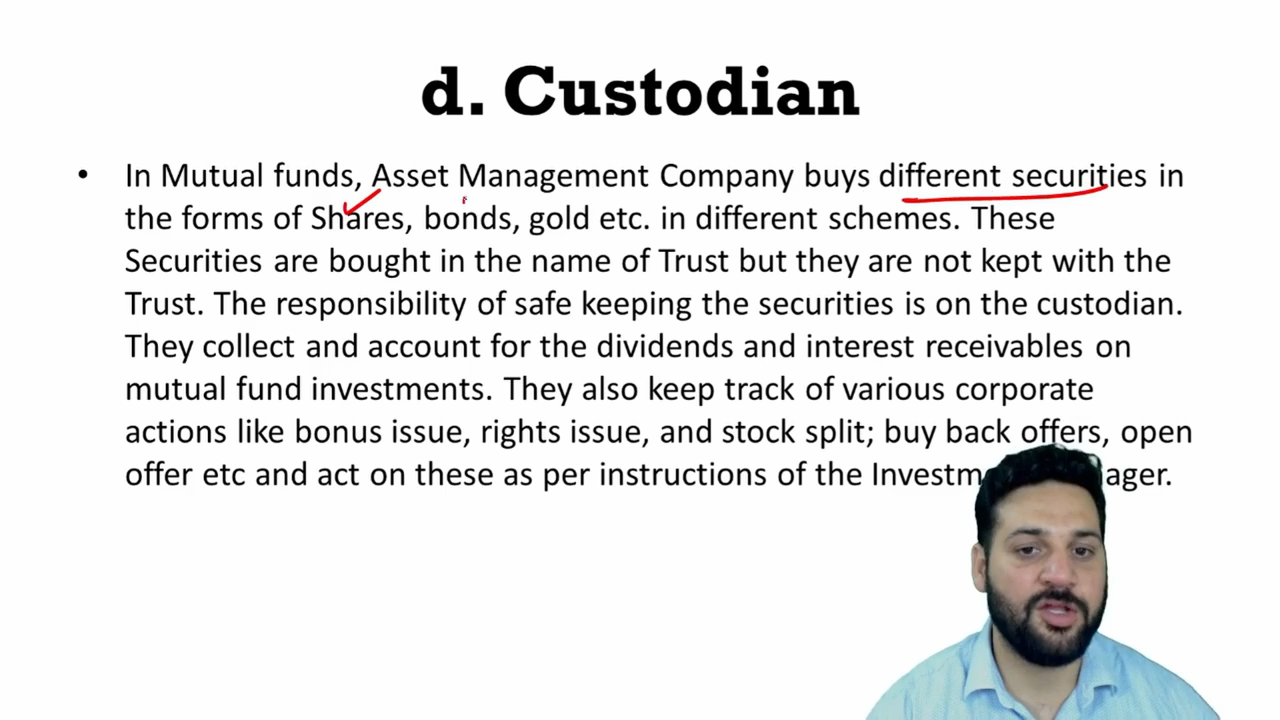 d. Custodian
• In Mutual funds, Asset Management Company buys different securities in
the forms of Shares, bonds, gold etc. in different schemes. These
Securities are bought in the name of Trust but they are not kept with the
Trust. The responsibility of safe keeping the securities is on the custodian.
They collect and account for the dividends and interest receivables on
mutual fund investments. They also keep track of various corporate
actions like bonus issue, rights issue, and stock split; buy back offers, open
offer etc and act on these as per instructions of the